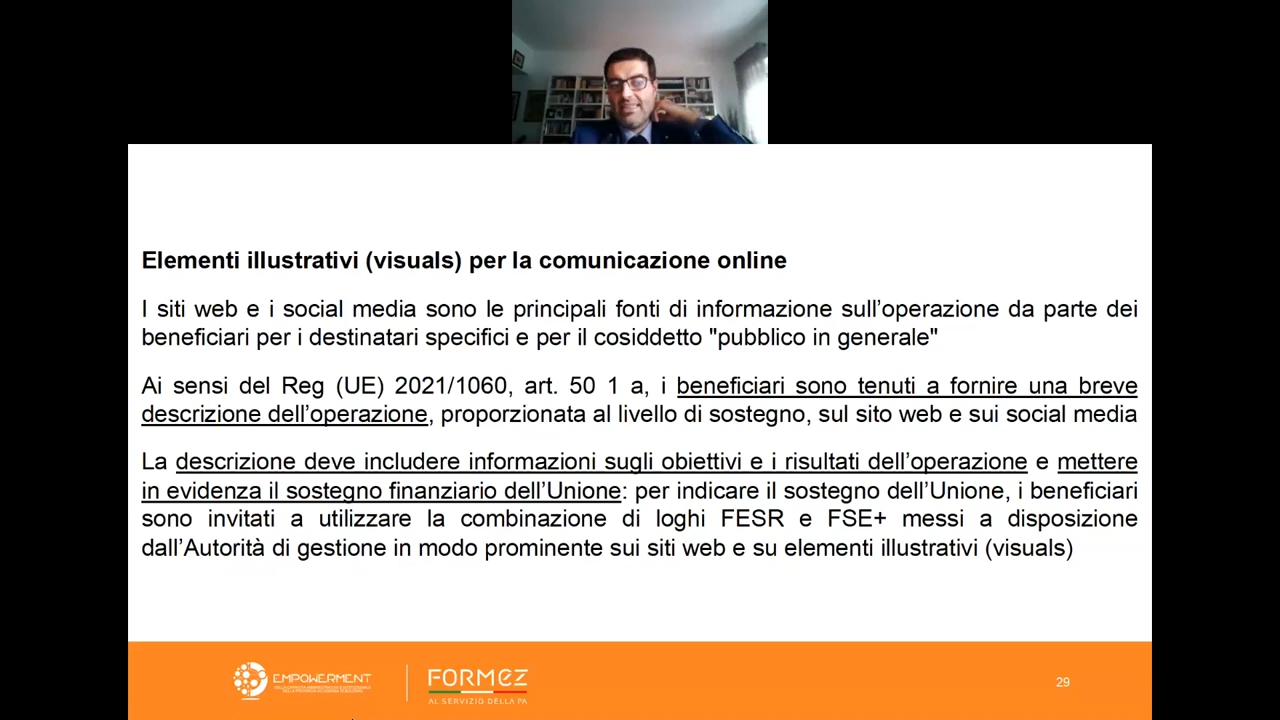 Elementi illustrativi (visuals) per la comunicazione online
I siti web e i social media sono le principali fonti di informazione sull’operazione da parte dei
beneficiari per i destinatari specifici e per il cosiddetto "pubblico in generale"
Ai sensi del Reg (UE) 2021/1060, art. 50 1 a, i beneficiari sono tenuti a fornire una breve
descrizione dell’operazione, proporzionata al livello di sostegno, sul sito web e sui social media
La descrizione deve includere informazioni sugli obiettivi e i risultati dell’operazione e mettere
in evidenza il sostegno finanziario dell’Unione: per indicare il sostegno dell’Unione, i beneficiari
sono invitati a utilizzare la combinazione di loghi FESR e FSE+ messi a disposizione
dall’Autorità di gestione in modo prominente sui siti web e su elementi illustrativi (visuals)
EMPOWERMENT
FORMEZ
AL SERVIZIO DELLA PA
29